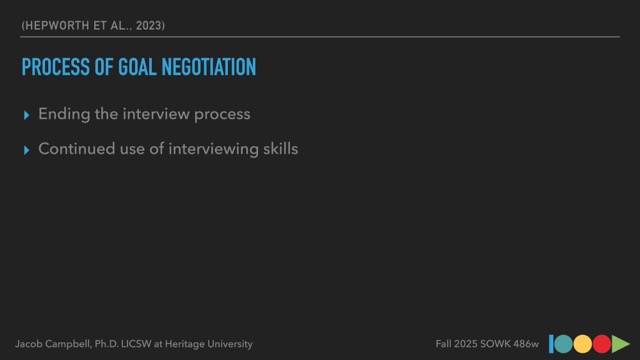 (HEPWORTH ET AL., 2023)
PROCESS OF GOAL NEGOTIATION
Ending the interview process
Continued use of interviewing skills
Jacob Campbell, Ph.D. LICSW at Heritage University
Fall 2025 SOWK 486w